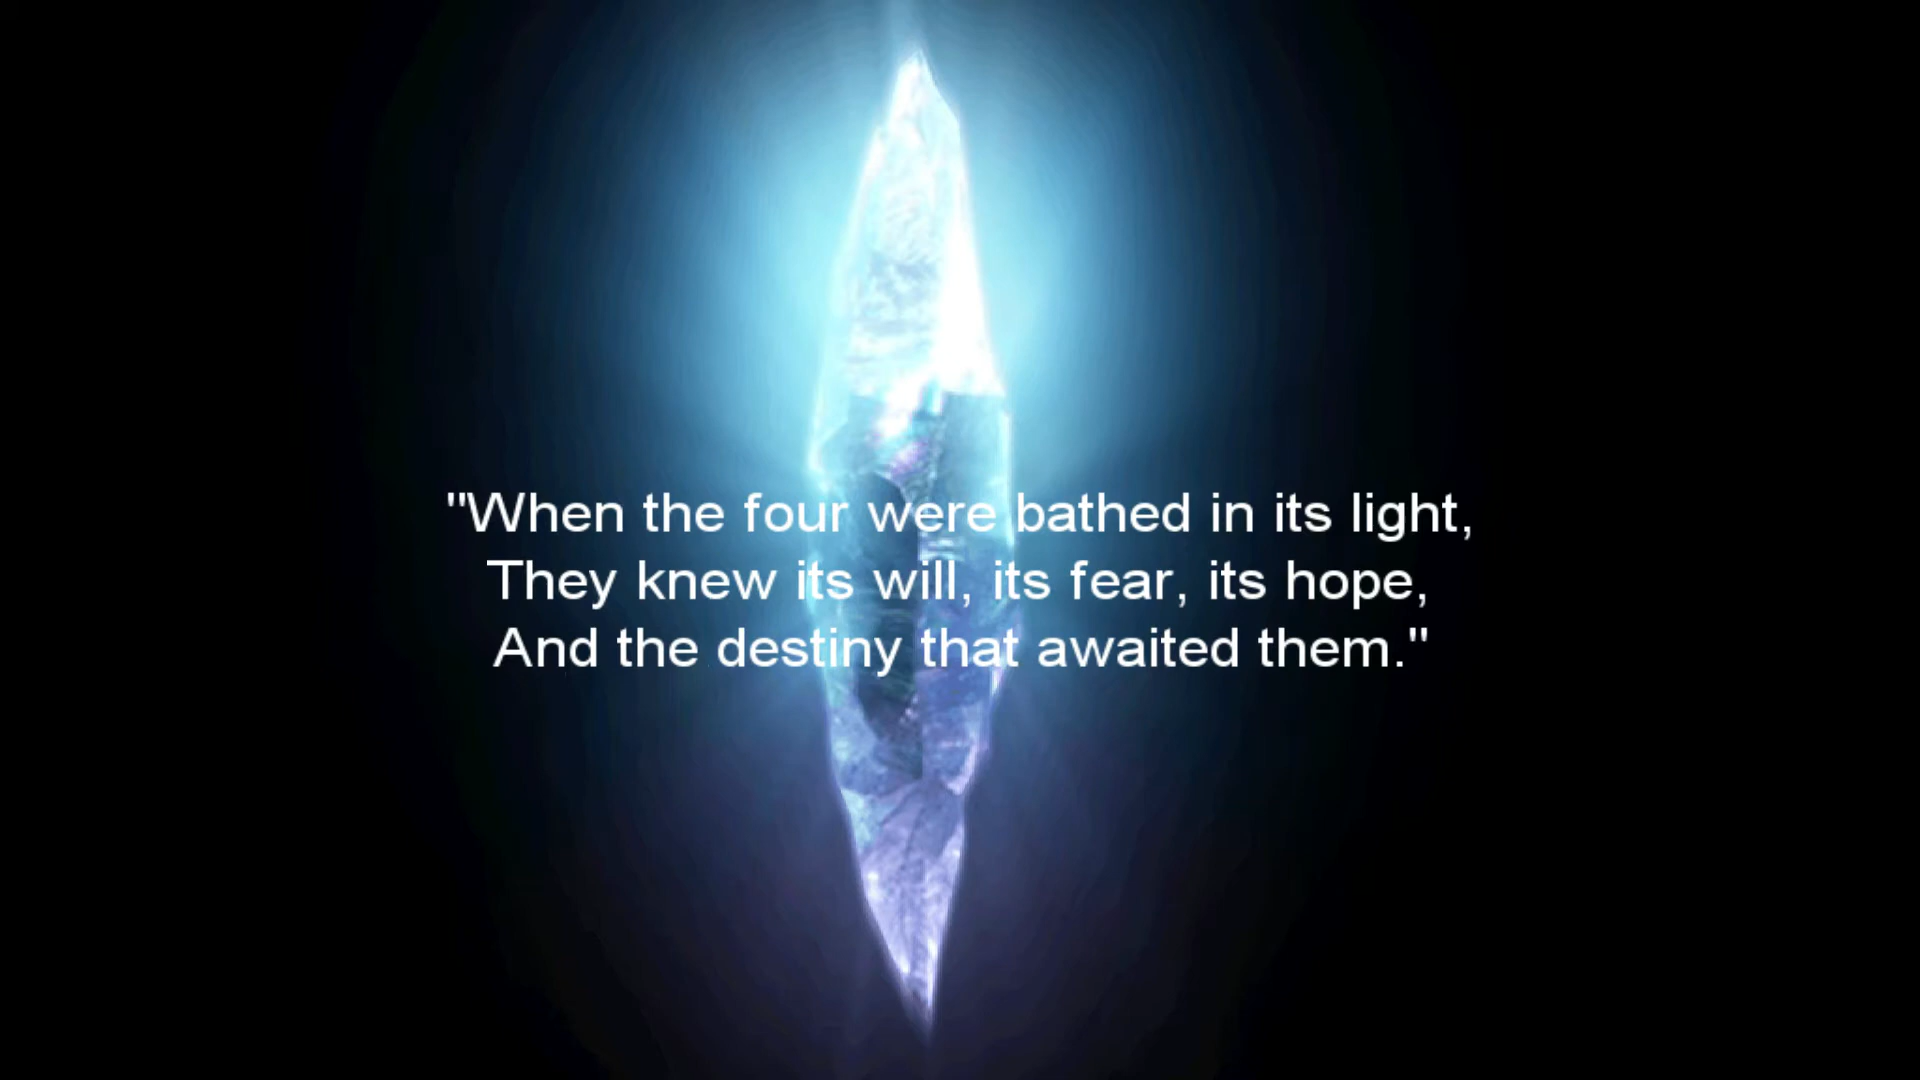 "When the four were bathed in its light,
They knew its will, its fear, its hope,
And the destiny that awaited them."